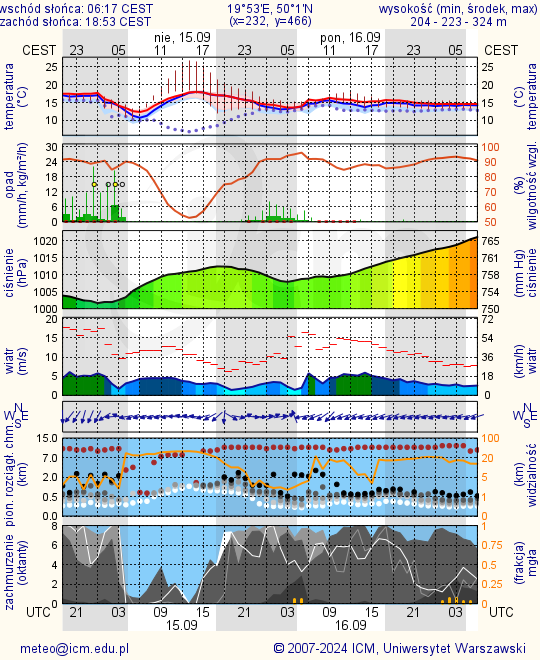 wschód słońca: 06:17 CEST 19°53'E, 50°1'N wysokość (min, środek, max)
zachód słońca: 18:53 CEST (x=232, y=466) 204 - 223 - 324 m
nie, 15.09 pon, 16.09
CEST 23 05 11 17 23 05 11 17 23 05 CEST
temperatura (°C) 25 20 15 10 25 20 15 10 (°C) temperatura
opad (mm/h, kg/m²/h) 30 24 18 12 6 0 100 90 80 70 60 50 (%) wilgotność wzgl.
ciśnienie (hPa) 1020 1015 1010 1005 1000 765 761 758 754 750 (mm Hg) ciśnienie
wiatr (m/s) 20 15 10 5 0 72 54 36 18 0 (km/h) wiatr
N W E S N W E S
pion. rozciągł. chm. (km) 15.0 7.0 2.0 0.5 0.0 100 20 5 1 0 (km) widzialność
zachmurzenie (oktanty) 8 6 4 2 0 1 0.75 0.5 0.25 0 (frakcja) mgła
UTC 21 03 09 15 21 03 09 15 21 03 UTC
15.09 16.09
meteo@icm.edu.pl © 2007-2024 ICM, Uniwersytet Warszawski